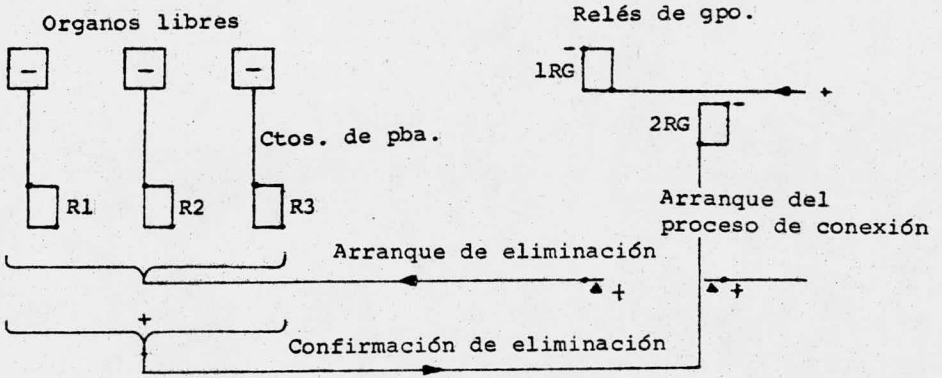 Organos libres
Relés de gpo.
1RG
+
2RG
Ctos. de pba.
R1
R2
R3
Arranque del
proceso de conexión
Arranque de eliminación
+
+
+
Confirmación de eliminación